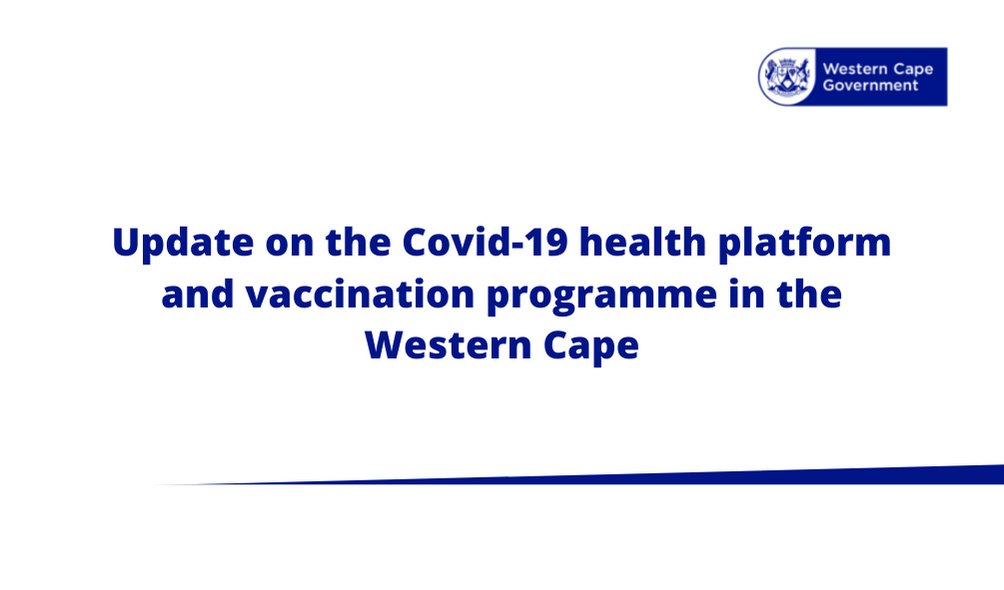 Western Cape
Government
Update on the Covid-19 health platform
and vaccination programme in the
Western Cape